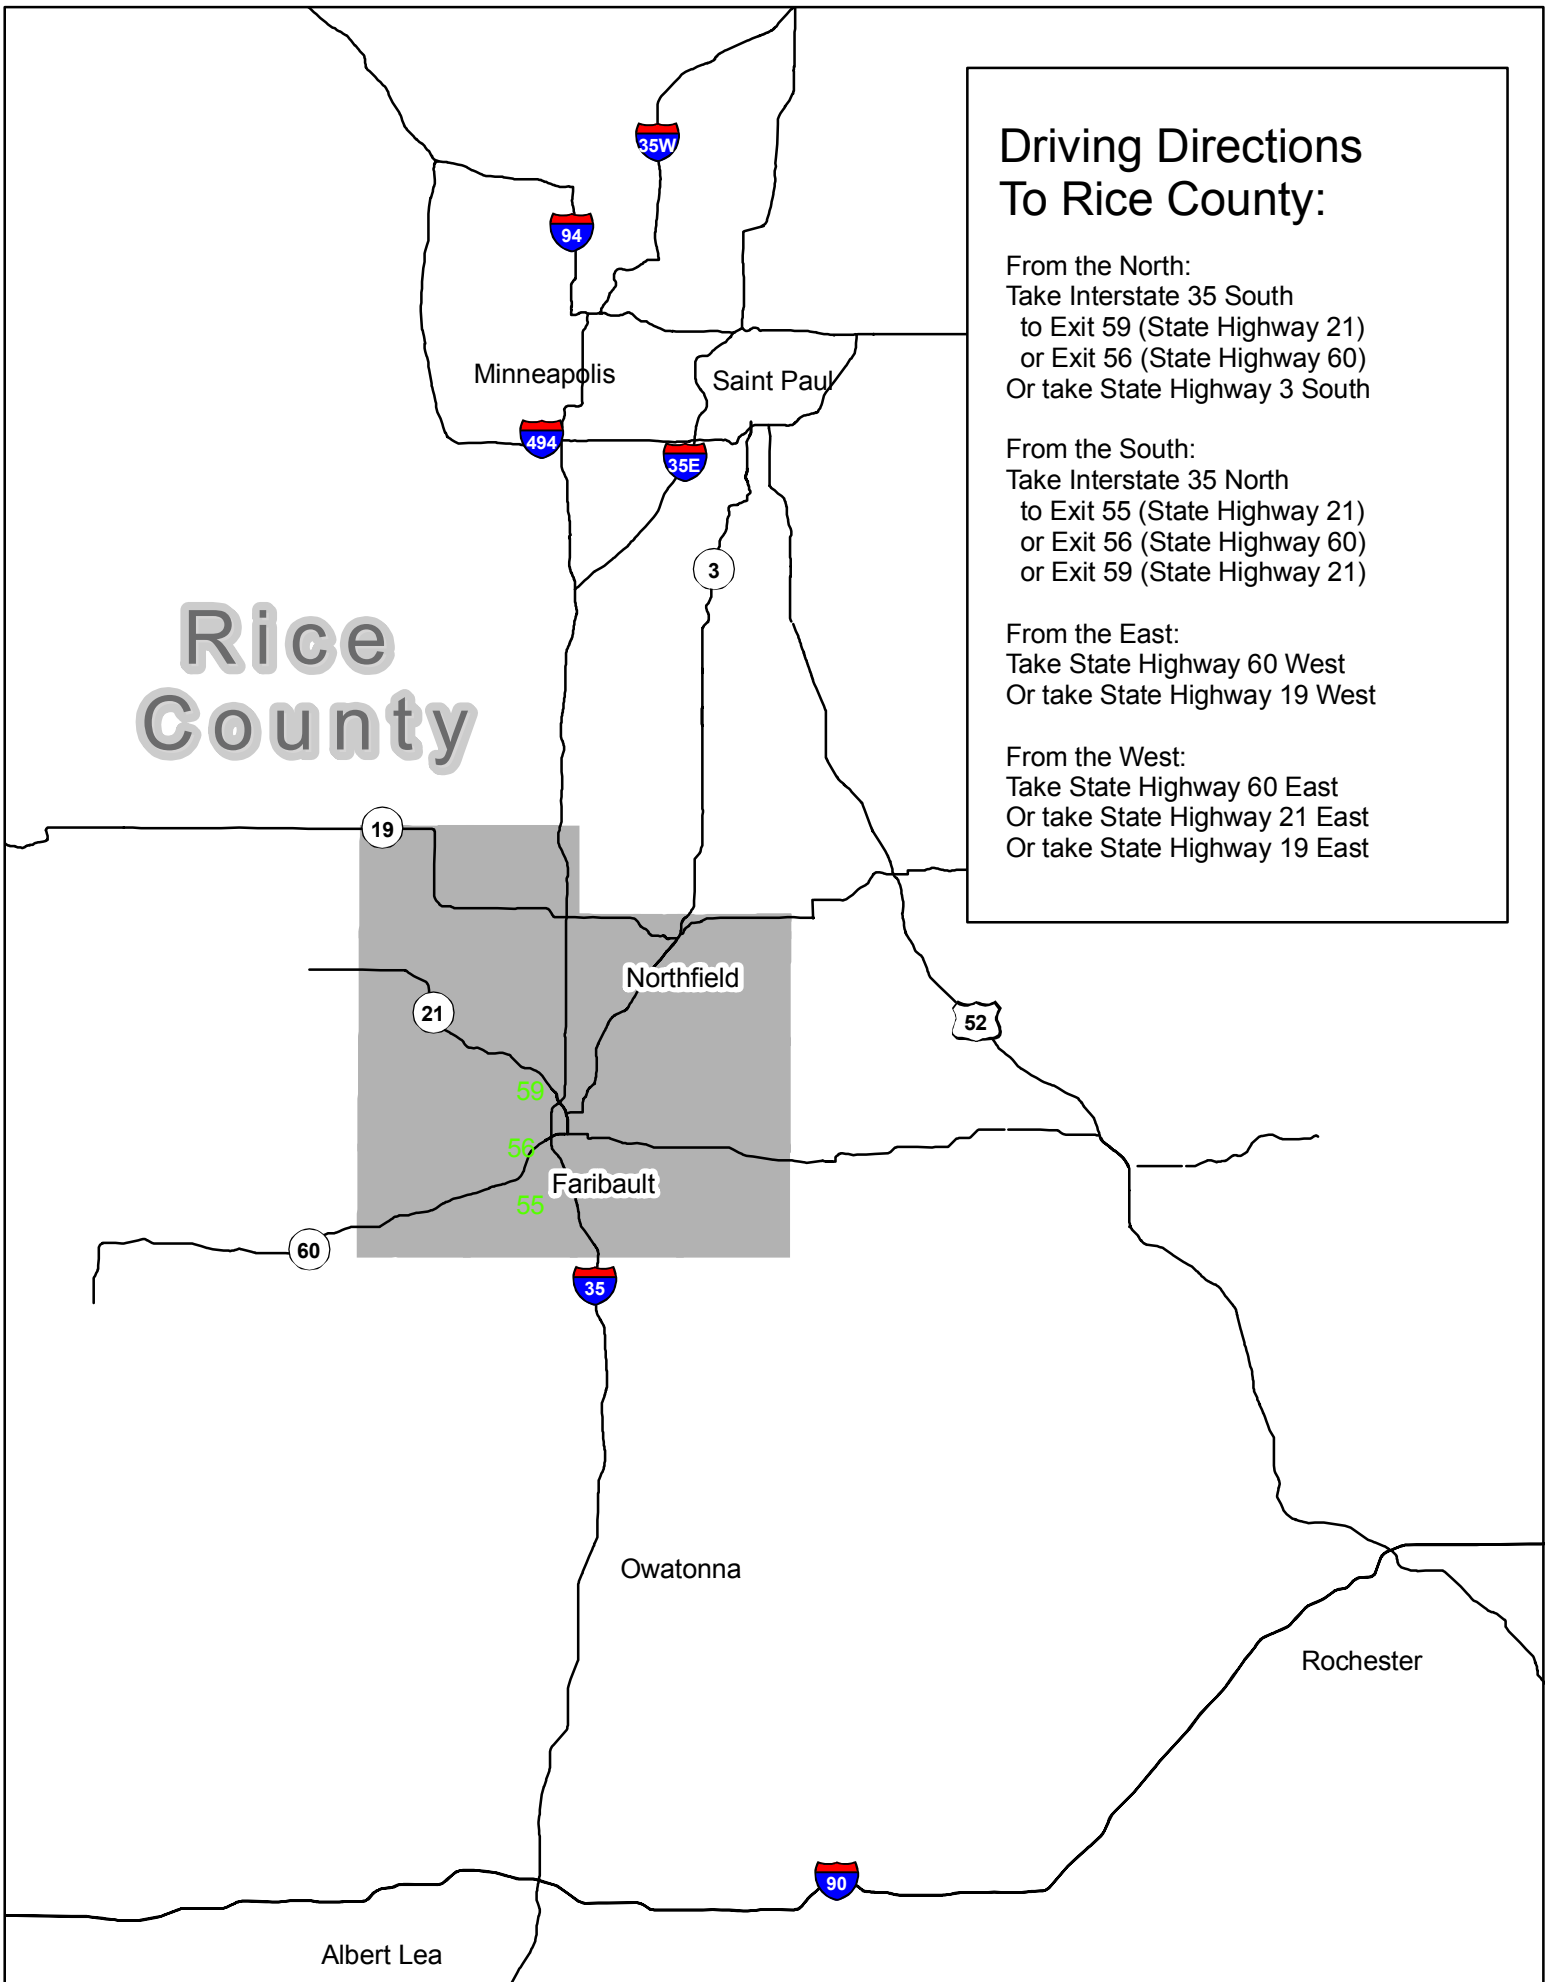 35W
94
Driving Directions
To Rice County:
From the North:
Take Interstate 35 South
to Exit 59 (State Highway 21)
or Exit 56 (State Highway 60)
Or take State Highway 3 South
From the South:
Take Interstate 35 North
to Exit 55 (State Highway 21)
or Exit 56 (State Highway 60)
or Exit 59 (State Highway 21)
From the East:
Take State Highway 60 West
Or take State Highway 19 West
From the West:
Take State Highway 60 East
Or take State Highway 21 East
Or take State Highway 19 East
Minneapolis
Saint Paul
494
35E
3
Rice
County
19
Northfield
21
52
59
56
Faribault
55
60
35
Owatonna
Rochester
90
Albert Lea